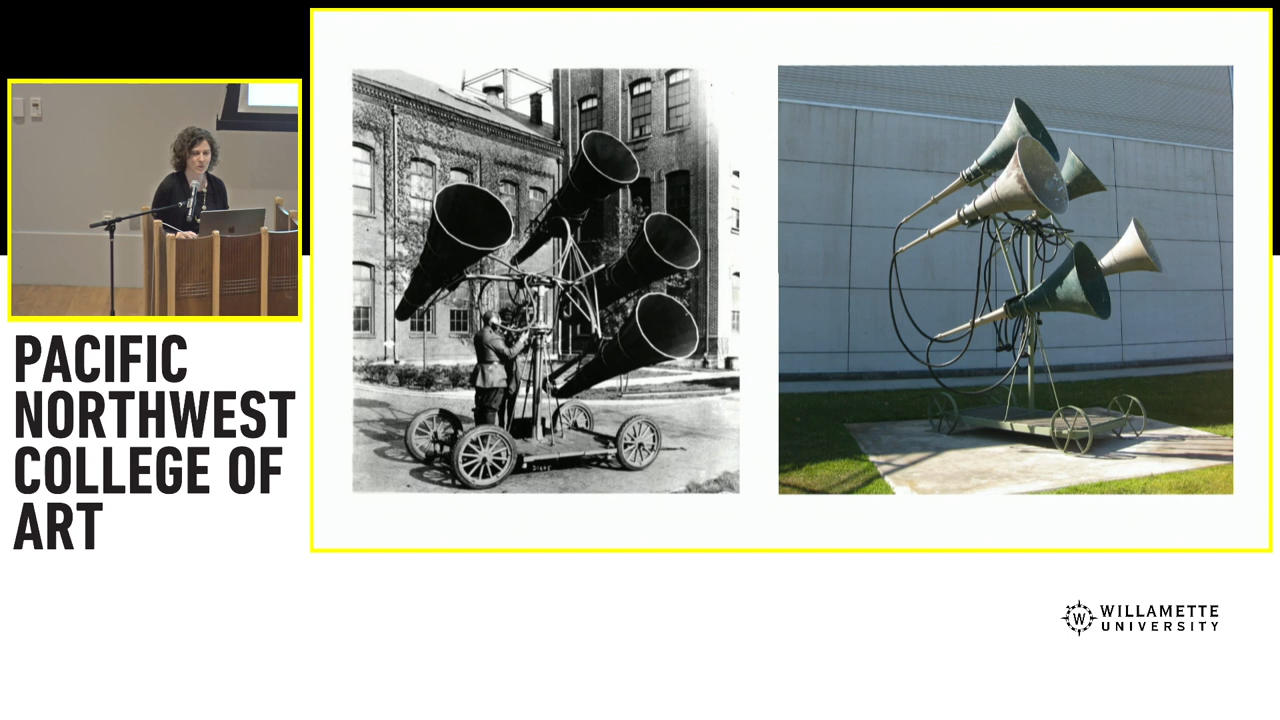 PACIFIC
NORTHWEST
COLLEGE OF
ART
W
WILLAMETTE
UNIVERSITY